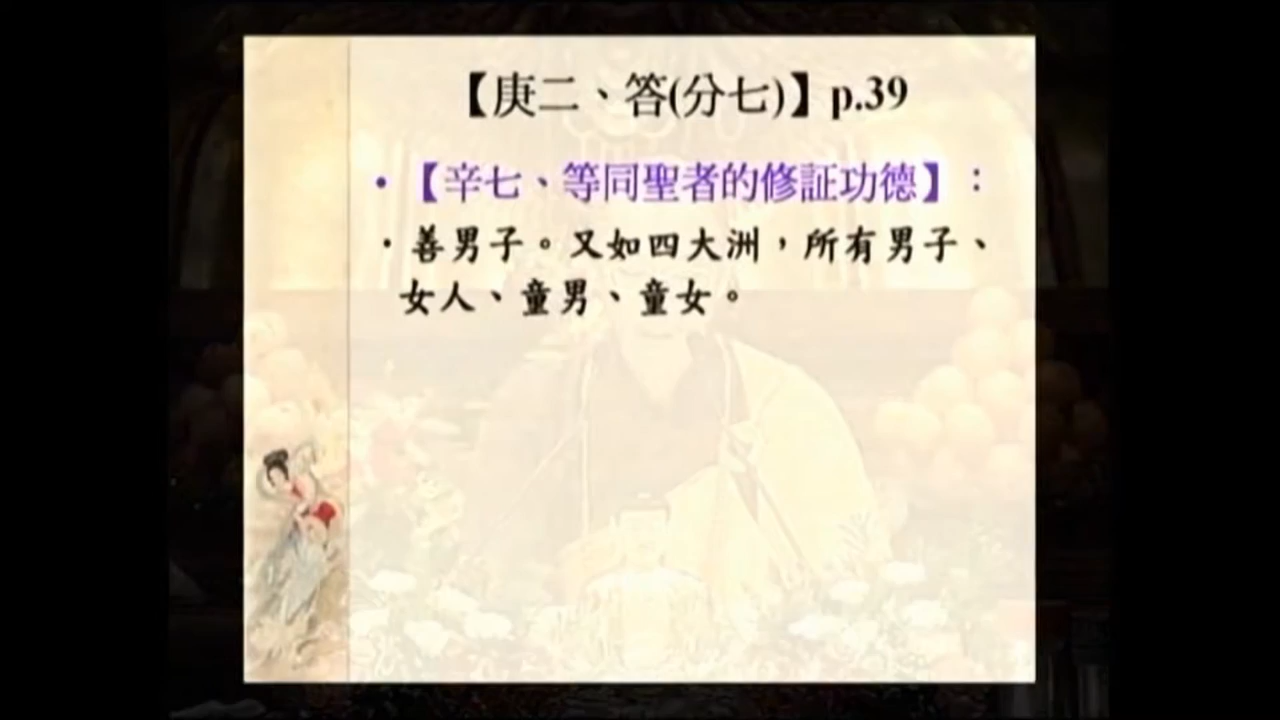 【庚二、答(分七)】p.39
•【辛七、等同聖者的修証功德】：
•善男子。又如四大洲，所有男子、
女人、童男、童女。